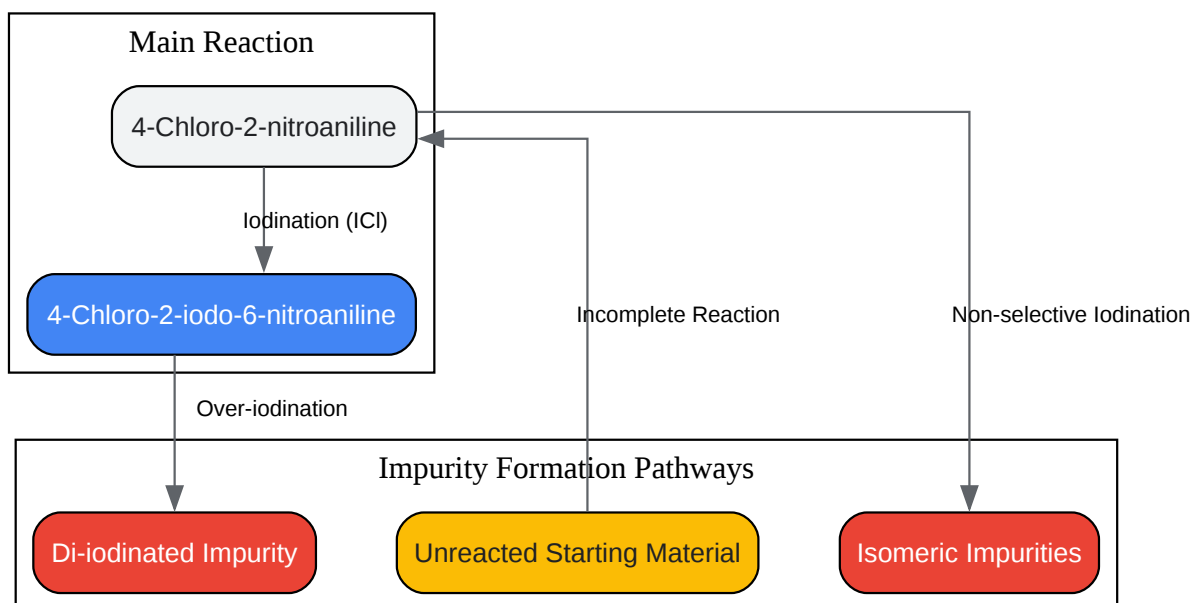 Main Reaction
4-Chloro-2-nitroaniline
Iodination (ICl)
4-Chloro-2-iodo-6-nitroaniline
Incomplete Reaction
Non-selective Iodination
Over-iodination
Impurity Formation Pathways
Di-iodinated Impurity
Unreacted Starting Material
Isomeric Impurities